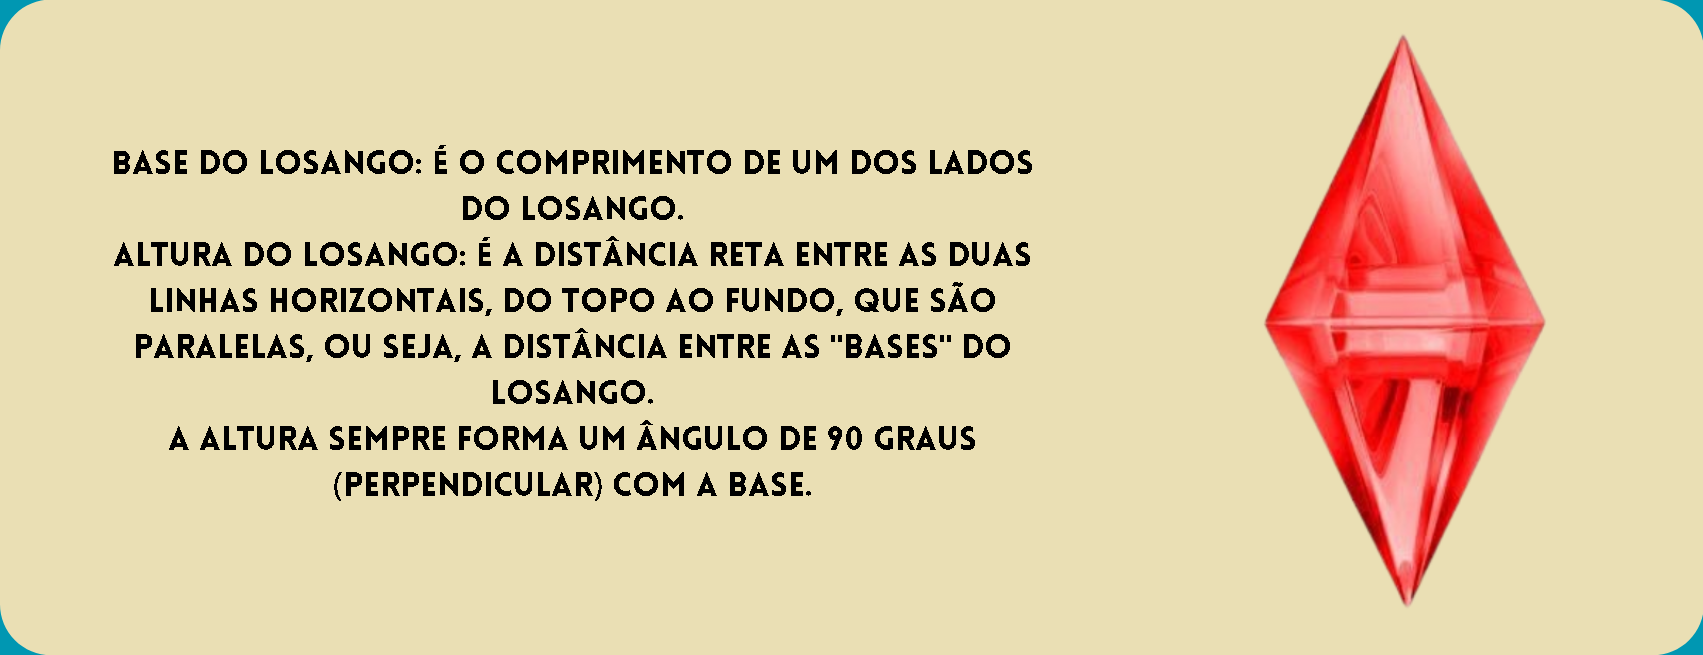 BASE DO LOSANGO: É O COMPRIMENTO DE UM DOS LADOS
DO LOSANGO.
ALTURA DO LOSANGO: É A DISTÂNCIA RETA ENTRE AS DUAS
LINHAS HORIZONTAIS, DO TOPO AO FUNDO, QUE SÃO
PARALELAS, OU SEJA, A DISTÂNCIA ENTRE AS "BASES" DO
LOSANGO.
A ALTURA SEMPRE FORMA UM ÂNGULO DE 90 GRAUS
(PERPENDICULAR) COM A BASE.